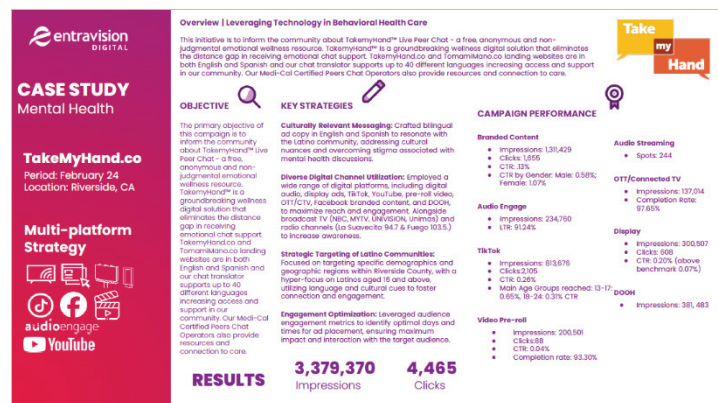 entravision
DIGITAL
CASE STUDY
Mental Health
TakeMyHand.co
Period: February 24
Location: Riverside, CA
Multi-platform
Strategy
audioengage
YouTube
Overview | Leveraging Technology in Behavioral Health Care
This initiative is to inform the community about TakemyHand™ Live Peer Chat - a free, anonymous and non-
judgmental emotional wellness resource. TakemyHand™ is a groundbreaking wellness digital solution that eliminates
the distance gap in receiving emotional chat support. TakemyHand.co and TomamiMano.co landing websites are in
both English and Spanish and our chat translator supports up to 40 different languages increasing access and support
in our community. Our Medi-Cal Certified Peers Chat Operators also provide resources and connection to care.
Take
my
Hand
OBJECTIVE
The primary objective of
this campaign is to
inform the community
about TakemyHand™ Live
Peer Chat - a free,
anonymous and non-
judgmental emotional
wellness resource.
TakemyHand™ is a
groundbreaking wellness
digital solution that
eliminates the distance
gap in receiving
emotional chat support.
TakemyHand.co and
TomamiMano.co landing
websites are both in
English and Spanish and
our chat translator
supports up to 40
different languages
increasing access and
support in our
community. Our Medi-Cal
Certified Peers Chat
Operators also provide
resources and
connection to care.
KEY STRATEGIES
Culturally Relevant Messaging: Crafted bilingual
ad copy in English and Spanish to resonate with
the Latino community, addressing cultural
nuances and overcoming stigma associated with
mental health discussions.
Diverse Digital Channel Utilization: Employed a
wide range of digital platforms, including digital
audio, display ads, TikTok, YouTube, pre-roll video,
OTT/CTV, Facebook branded content, and DOOH,
to maximize reach and engagement. Alongside
broadcast TV (NBC, MYTV, UNIVISION, Unimas) and
radio channels (La Suavecita 94.7 & Fuego 103.5.)
to increase awareness.
Strategic Targeting of Latino Communities:
Focused on targeting specific demographics and
geographic regions within Riverside County, with a
hyper-focus on Latinos aged 16 and above,
utilizing language and cultural cues to foster
connection and engagement.
Engagement Optimization: Leveraged audience
engagement metrics to identify optimal days and
times for ad placement, ensuring maximum
impact and interaction with the target audience.
CAMPAIGN PERFORMANCE
Branded Content
● Impressions: 1,311,429
● Clicks: 1,655
● CTR: .13%
● CTR by Gender: Male: 0.58%;
Female: 1.07%
Audio Engage
● Impressions: 234,760
● LTR: 91.24%
TikTok
● Impressions: 813,676
● Clicks:2,105
● CTR: 0.26%
● Main Age Groups reached: 13-17:
0.65%, 18-24: 0.31% CTR
Video Pre-roll
● Impressions: 200,501
● Clicks:88
● CTR: 0.04%
● Completion rate: 93.30%
Audio Streaming
● Spots: 244
OTT/Connected TV
● Impressions: 137,014
● Completion Rate:
97.65%
Display
● Impressions: 300,507
● Clicks: 608
● CTR: 0.20% (above
benchmark 0.07%)
DOOH
● Impressions: 381, 483
RESULTS
3,379,370
Impressions
4,465
Clicks